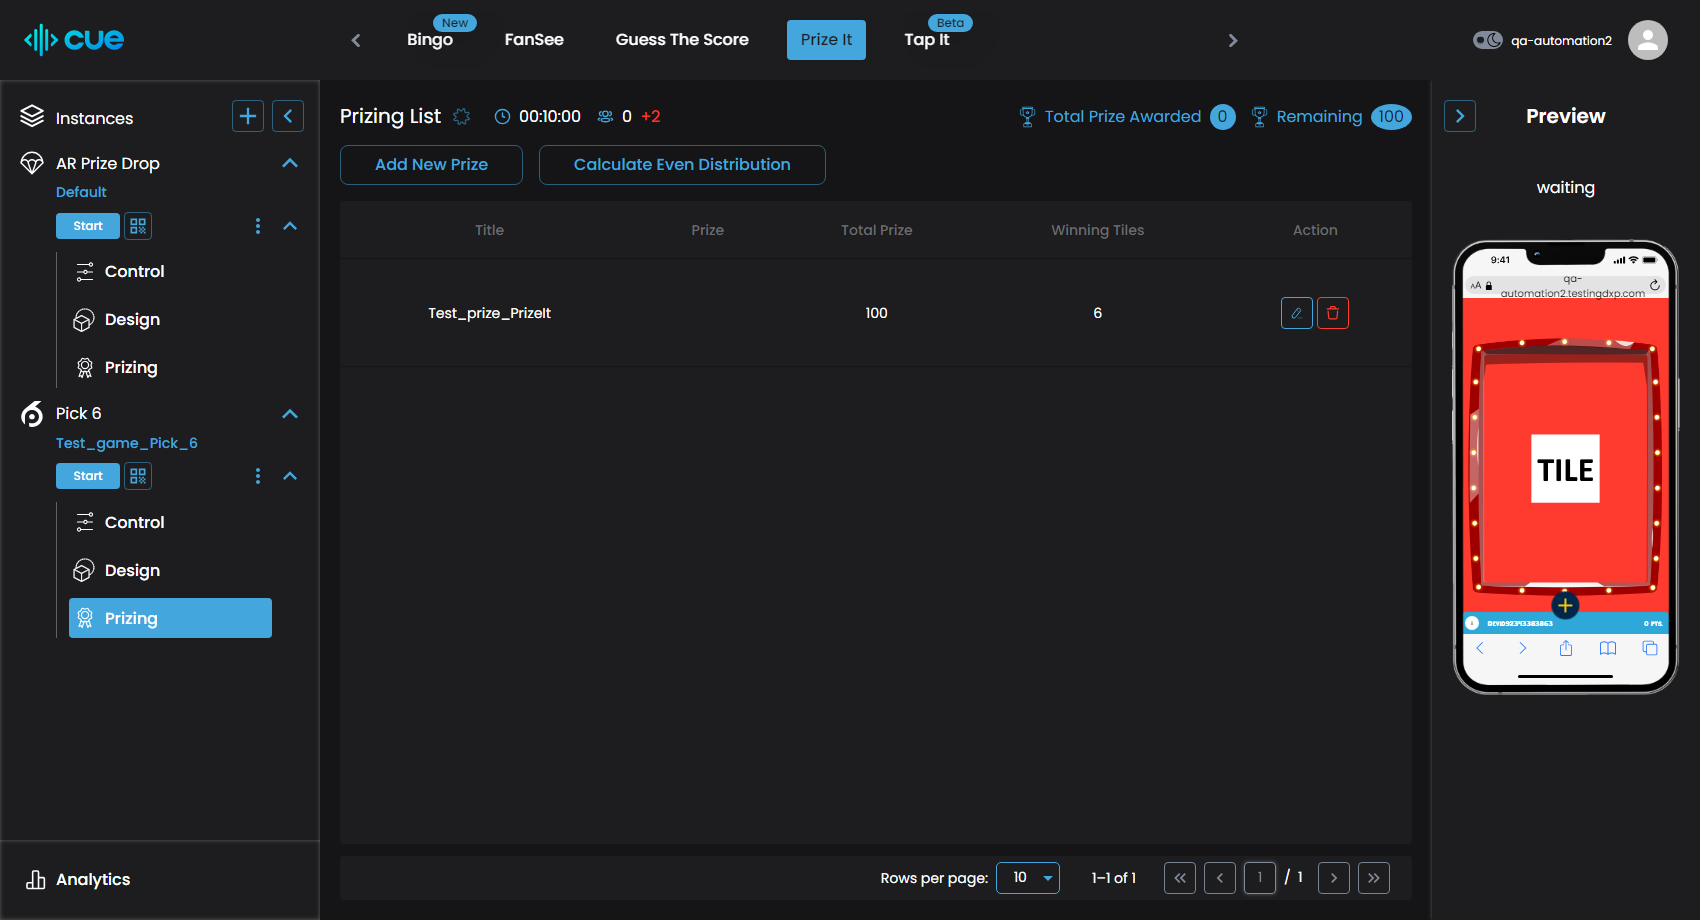 cue
New
Bingo
FanSee
Guess The Score
Prize It
Beta
Tap It
qa-automation2
Instances
AR Prize Drop
Default
Start
Control
Design
Prizing
Pick 6
Test_game_Pick_6
Start
Control
Design
Prizing
Analytics
Prizing List
00:10:00
0 +2
Total Prize Awarded 0
Remaining 100
Add New Prize
Calculate Even Distribution
Title Prize Total Prize Winning Tiles Action
Test_prize_PrizeIt 100 6
Rows per page: 10 1–1 of 1 1 / 1
Preview
waiting
9:41
AA
qa-
automation2.testingdxp.com
TILE
0 PTS.